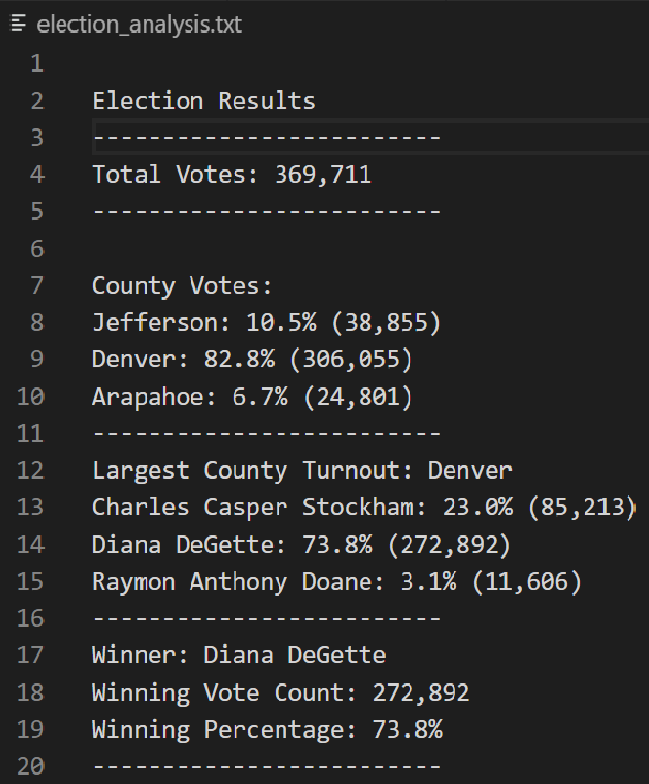 election_analysis.txt
1
2 Election Results
3 -------------------------
4 Total Votes: 369,711
5 -------------------------
6
7 County Votes:
8 Jefferson: 10.5% (38,855)
9 Denver: 82.8% (306,055)
10 Arapahoe: 6.7% (24,801)
11 -------------------------
12 Largest County Turnout: Denver
13 Charles Casper Stockham: 23.0% (85,213)
14 Diana DeGette: 73.8% (272,892)
15 Raymon Anthony Doane: 3.1% (11,606)
16 -------------------------
17 Winner: Diana DeGette
18 Winning Vote Count: 272,892
19 Winning Percentage: 73.8%
20 -------------------------